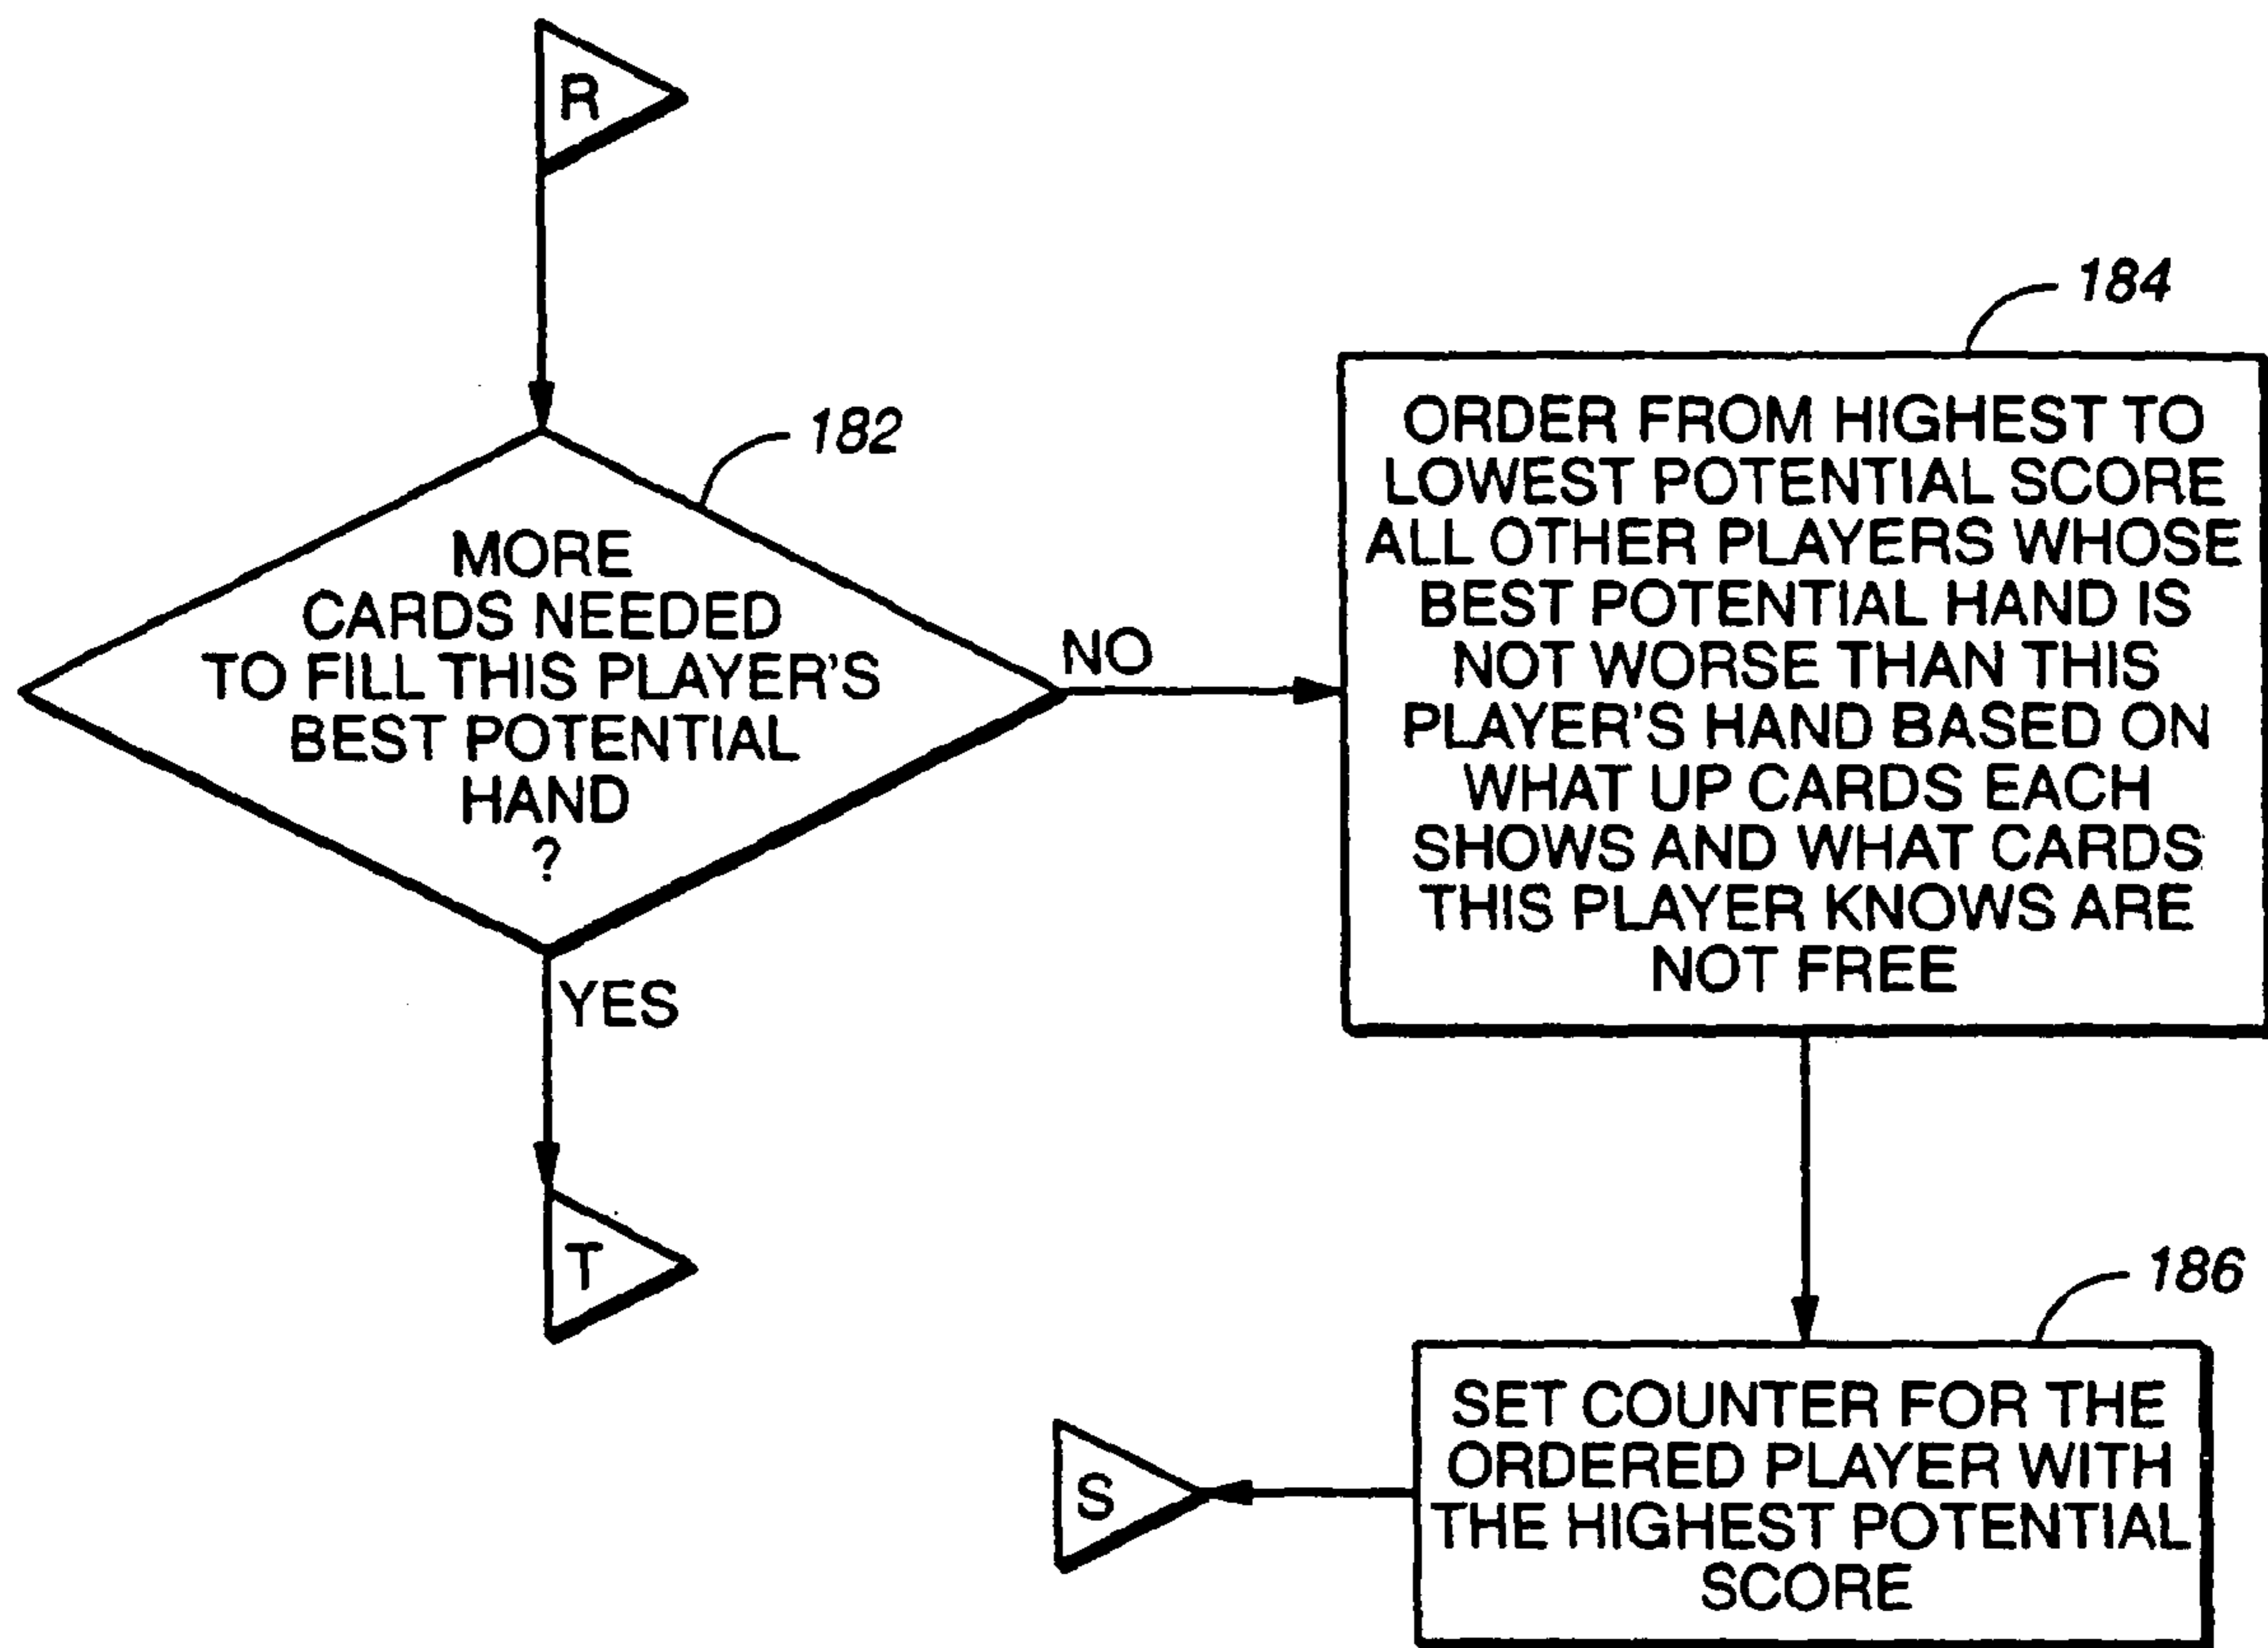 R
182
MORE
CARDS NEEDED
TO FILL THIS PLAYER'S
BEST POTENTIAL
HAND
?
NO
YES
T
184
ORDER FROM HIGHEST TO
LOWEST POTENTIAL SCORE
ALL OTHER PLAYERS WHOSE
BEST POTENTIAL HAND IS
NOT WORSE THAN THIS
PLAYER'S HAND BASED ON
WHAT UP CARDS EACH
SHOWS AND WHAT CARDS
THIS PLAYER KNOWS ARE
NOT FREE
186
SET COUNTER FOR THE
ORDERED PLAYER WITH
THE HIGHEST POTENTIAL
SCORE
S